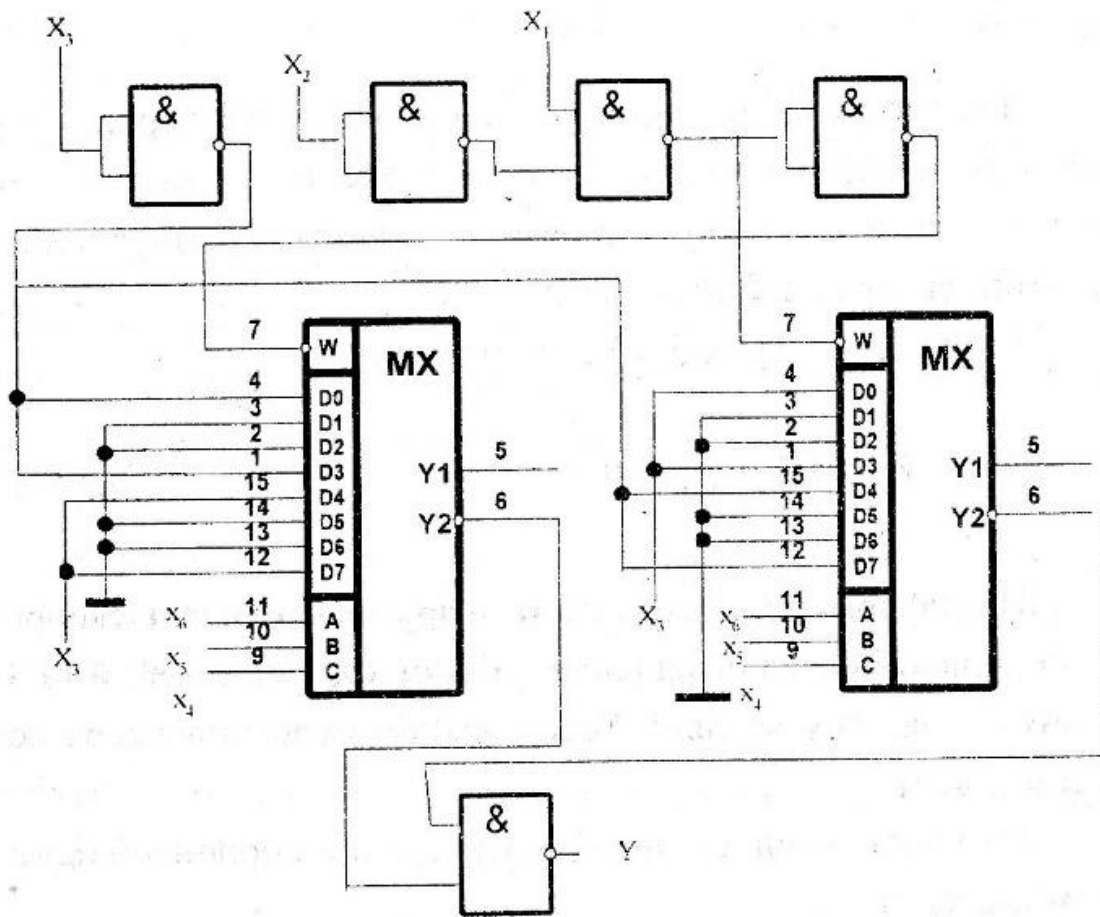 X₃
X₂
X₁
&
&
&
&
7
W
MX
4
D0
3
D1
2
D2
1
D3
15
D4
14
D5
13
D6
12
D7
Y1
5
Y2
6
11
A
10
B
9
C
x₆
x₅
x₄
X₃
7
W
MX
4
D0
3
D1
2
D2
1
D3
15
D4
14
D5
13
D6
12
D7
Y1
5
Y2
6
11
A
10
B
9
C
x₆
x₅
x₄
&
Y